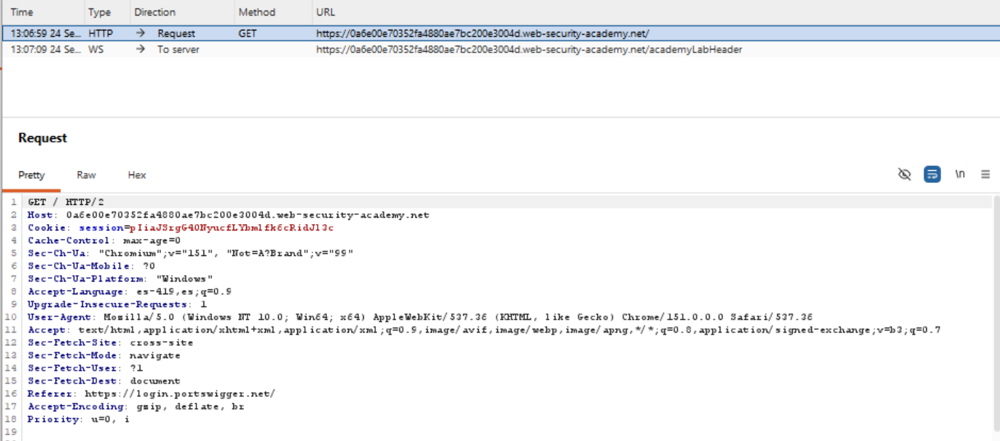 Time Type Direction Method URL
13:06:59 24 Se... HTTP → Request GET https://0a6e00e70352fa4880ae7bc200e3004d.web-security-academy.net/
13:07:09 24 Se... WS → To server https://0a6e00e70352fa4880ae7bc200e3004d.web-security-academy.net/academyLabHeader
Request
Pretty Raw Hex \n
1 GET / HTTP/2
2 Host: 0a6e00e70352fa4880ae7bc200e3004d.web-security-academy.net
3 Cookie: session=pIiaJSrgG40NyucfLYbmlfk6cRidJl3c
4 Cache-Control: max-age=0
5 Sec-Ch-Ua: "Chromium";v="151", "Not=A?Brand";v="99"
6 Sec-Ch-Ua-Mobile: ?0
7 Sec-Ch-Ua-Platform: "Windows"
8 Accept-Language: es-419,es;q=0.9
9 Upgrade-Insecure-Requests: 1
10 User-Agent: Mozilla/5.0 (Windows NT 10.0; Win64; x64) AppleWebKit/537.36 (KHTML, like Gecko) Chrome/151.0.0.0 Safari/537.36
11 Accept: text/html,application/xhtml+xml,application/xml;q=0.9,image/avif,image/webp,image/apng,*/*;q=0.8,application/signed-exchange;v=b3;q=0.7
12 Sec-Fetch-Site: cross-site
13 Sec-Fetch-Mode: navigate
14 Sec-Fetch-User: ?1
15 Sec-Fetch-Dest: document
16 Referer: https://login.portswigger.net/
17 Accept-Encoding: gzip, deflate, br
18 Priority: u=0, i
19